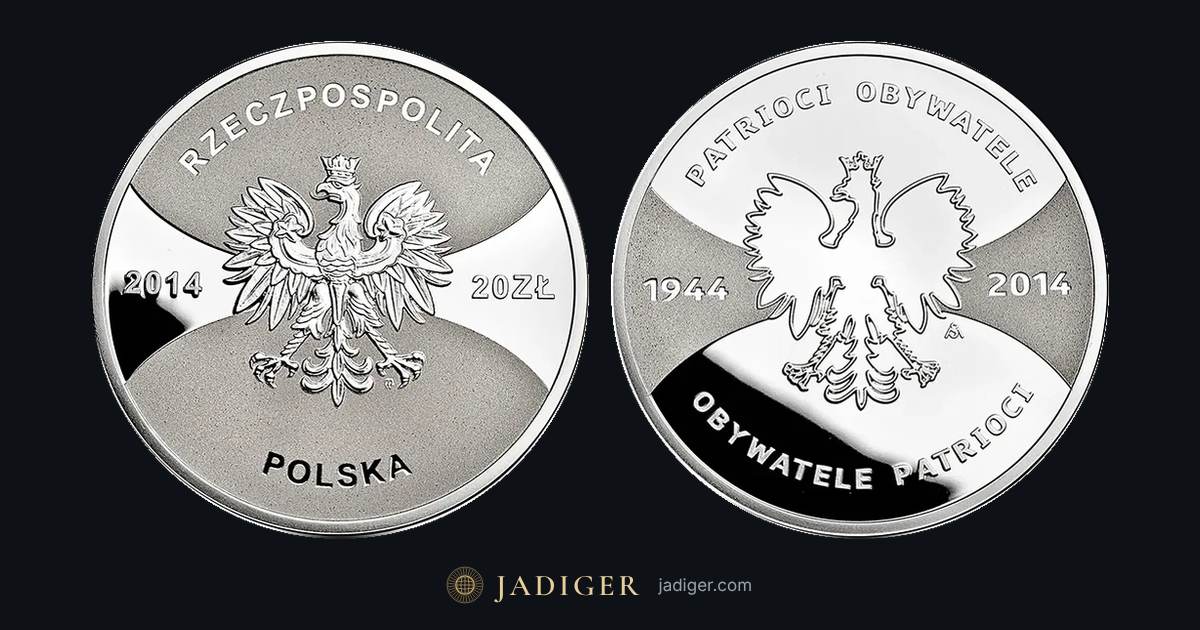 RZECZPOSPOLITA
2014
20ZŁ
POLSKA
PATRIOCI OBYWATELE
1944
2014
OBYWATELE PATRIOCI
JADIGER
jadiger.com